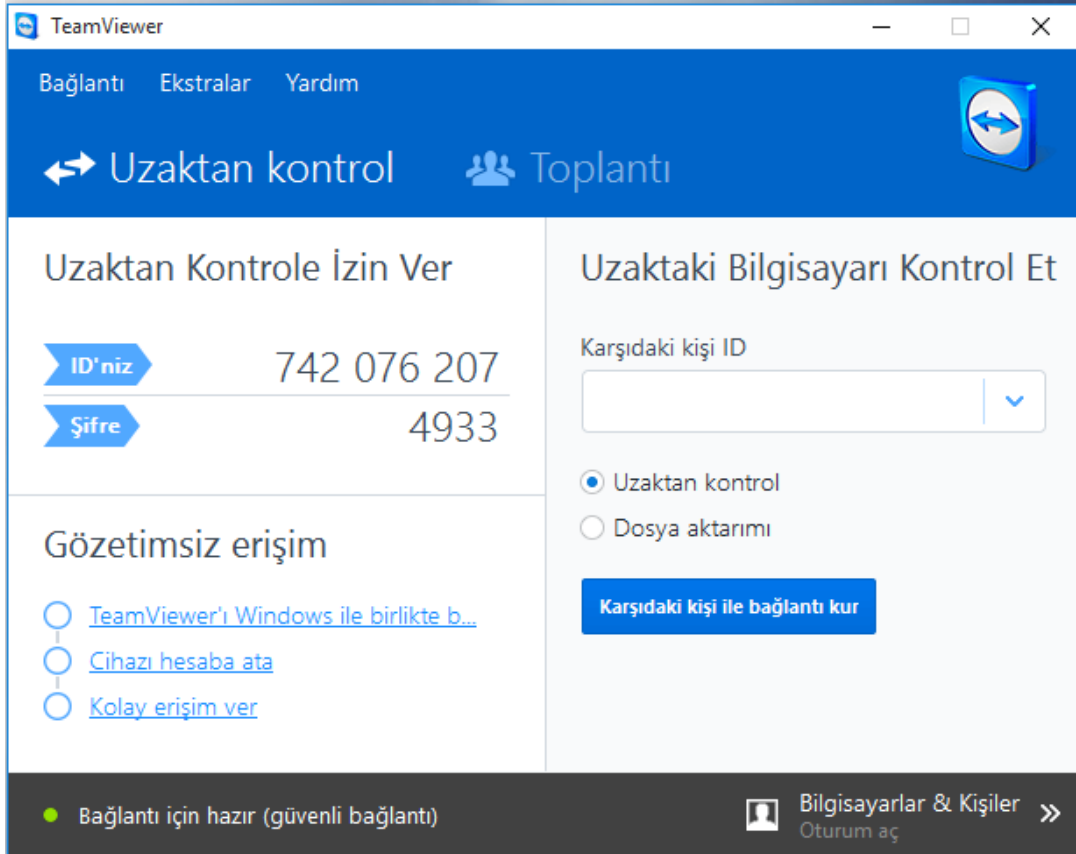 TeamViewer
Bağlantı Ekstralar Yardım
Uzaktan kontrol Toplantı
Uzaktan Kontrole İzin Ver
ID'niz 742 076 207
Şifre 4933
Gözetimsiz erişim
TeamViewer'ı Windows ile birlikte b...
Cihazı hesaba ata
Kolay erişim ver
Uzaktaki Bilgisayarı Kontrol Et
Karşıdaki kişi ID
Uzaktan kontrol
Dosya aktarımı
Karşıdaki kişi ile bağlantı kur
Bağlantı için hazır (güvenli bağlantı)
Bilgisayarlar & Kişiler
Oturum aç